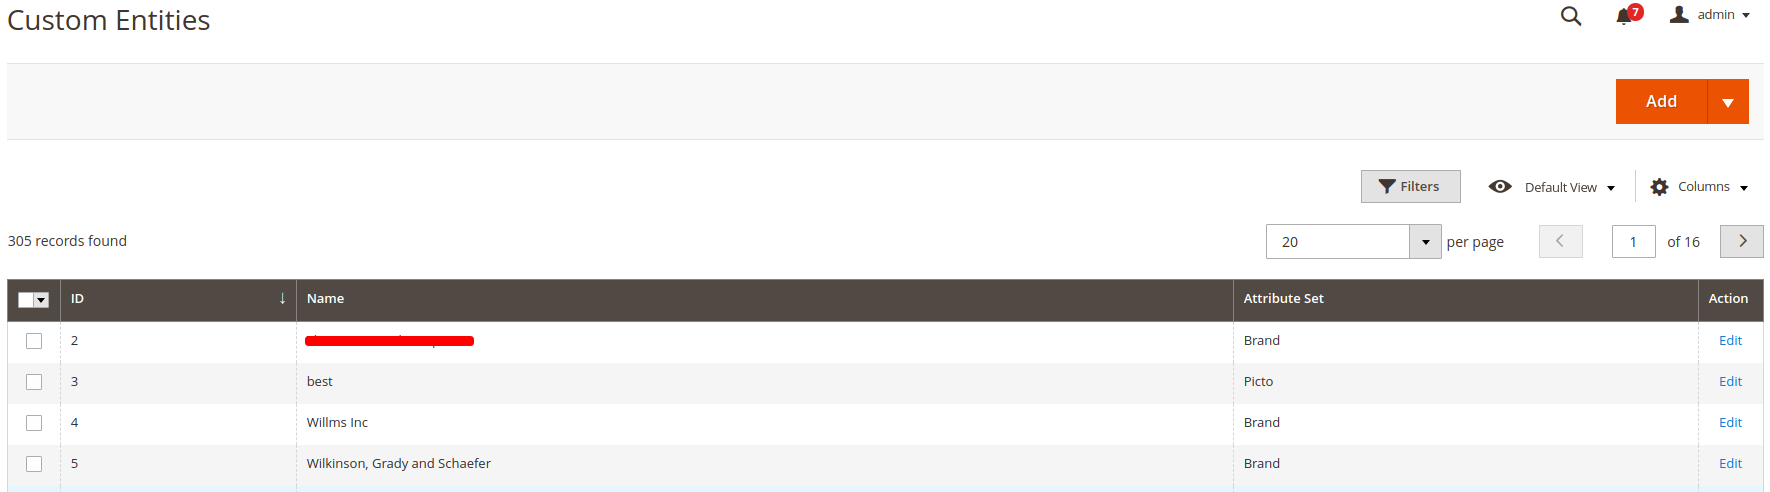 Custom Entities
7
admin
Add
Filters
Default View
Columns
305 records found
20
per page
1
of 16
ID ↓ Name Attribute Set Action
2 Brand Edit
3 best Picto Edit
4 Willms Inc Brand Edit
5 Wilkinson, Grady and Schaefer Brand Edit